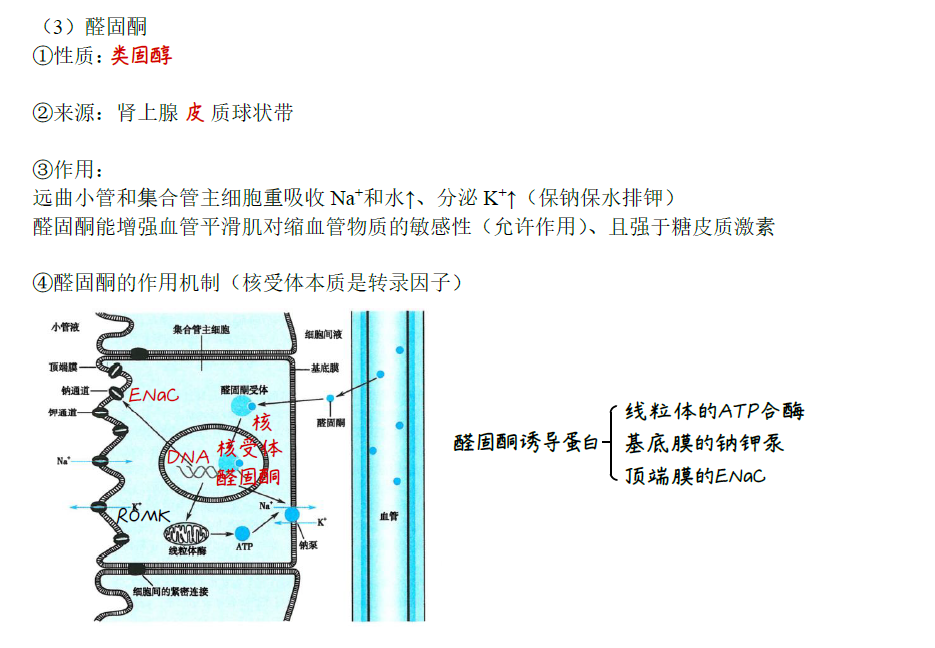 （3）醛固酮
①性质：类固醇
②来源：肾上腺 皮 质球状带
③作用：
远曲小管和集合管主细胞重吸收 Na⁺和水↑、分泌 K⁺↑（保钠保水排钾）
醛固酮能增强血管平滑肌对缩血管物质的敏感性（允许作用）、且强于糖皮质激素
④醛固酮的作用机制（核受体本质是转录因子）
小管液
集合管主细胞
细胞间液
顶端膜
基底膜
钠通道
ENaC
醛固酮受体
钾通道
核
醛固酮
DNA 核受体
醛固酮
Na⁺
K⁺
ROMK
Na⁺
K⁺
线粒体酶
ATP
钠泵
血管
细胞间的紧密连接
醛固酮诱导蛋白
线粒体的ATP合酶
基底膜的钠钾泵
顶端膜的ENaC